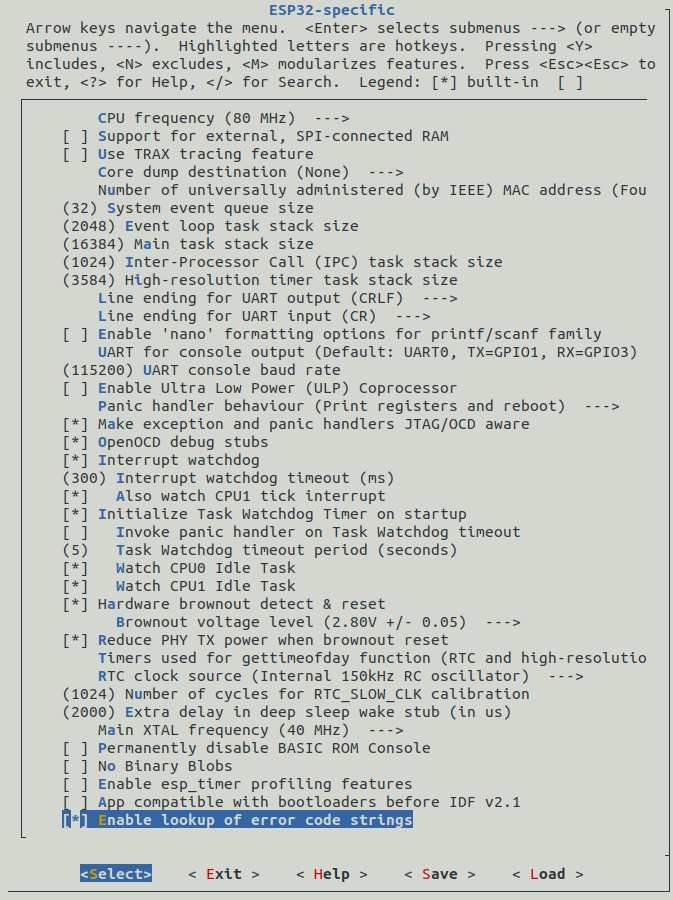 ESP32-specific
Arrow keys navigate the menu.  <Enter> selects submenus ---> (or empty
submenus ----).  Highlighted letters are hotkeys.  Pressing <Y>
includes, <N> excludes, <M> modularizes features.  Press <Esc><Esc> to
exit, <?> for Help, </> for Search.  Legend: [*] built-in  [ ]
CPU frequency (80 MHz)  --->
[ ] Support for external, SPI-connected RAM
[ ] Use TRAX tracing feature
Core dump destination (None)  --->
Number of universally administered (by IEEE) MAC address (Fou
(32) System event queue size
(2048) Event loop task stack size
(16384) Main task stack size
(1024) Inter-Processor Call (IPC) task stack size
(3584) High-resolution timer task stack size
Line ending for UART output (CRLF)  --->
Line ending for UART input (CR)  --->
[ ] Enable 'nano' formatting options for printf/scanf family
UART for console output (Default: UART0, TX=GPIO1, RX=GPIO3)
(115200) UART console baud rate
[ ] Enable Ultra Low Power (ULP) Coprocessor
Panic handler behaviour (Print registers and reboot)  --->
[*] Make exception and panic handlers JTAG/OCD aware
[*] OpenOCD debug stubs
[*] Interrupt watchdog
(300) Interrupt watchdog timeout (ms)
[*]   Also watch CPU1 tick interrupt
[*] Initialize Task Watchdog Timer on startup
[ ]   Invoke panic handler on Task Watchdog timeout
(5)   Task Watchdog timeout period (seconds)
[*]   Watch CPU0 Idle Task
[*]   Watch CPU1 Idle Task
[*] Hardware brownout detect & reset
Brownout voltage level (2.80V +/- 0.05)  --->
[*] Reduce PHY TX power when brownout reset
Timers used for gettimeofday function (RTC and high-resolutio
RTC clock source (Internal 150kHz RC oscillator)  --->
(1024) Number of cycles for RTC_SLOW_CLK calibration
(2000) Extra delay in deep sleep wake stub (in us)
Main XTAL frequency (40 MHz)  --->
[ ] Permanently disable BASIC ROM Console
[ ] No Binary Blobs
[ ] Enable esp_timer profiling features
[ ] App compatible with bootloaders before IDF v2.1
[*] Enable lookup of error code strings
<Select>    < Exit >    < Help >    < Save >    < Load >